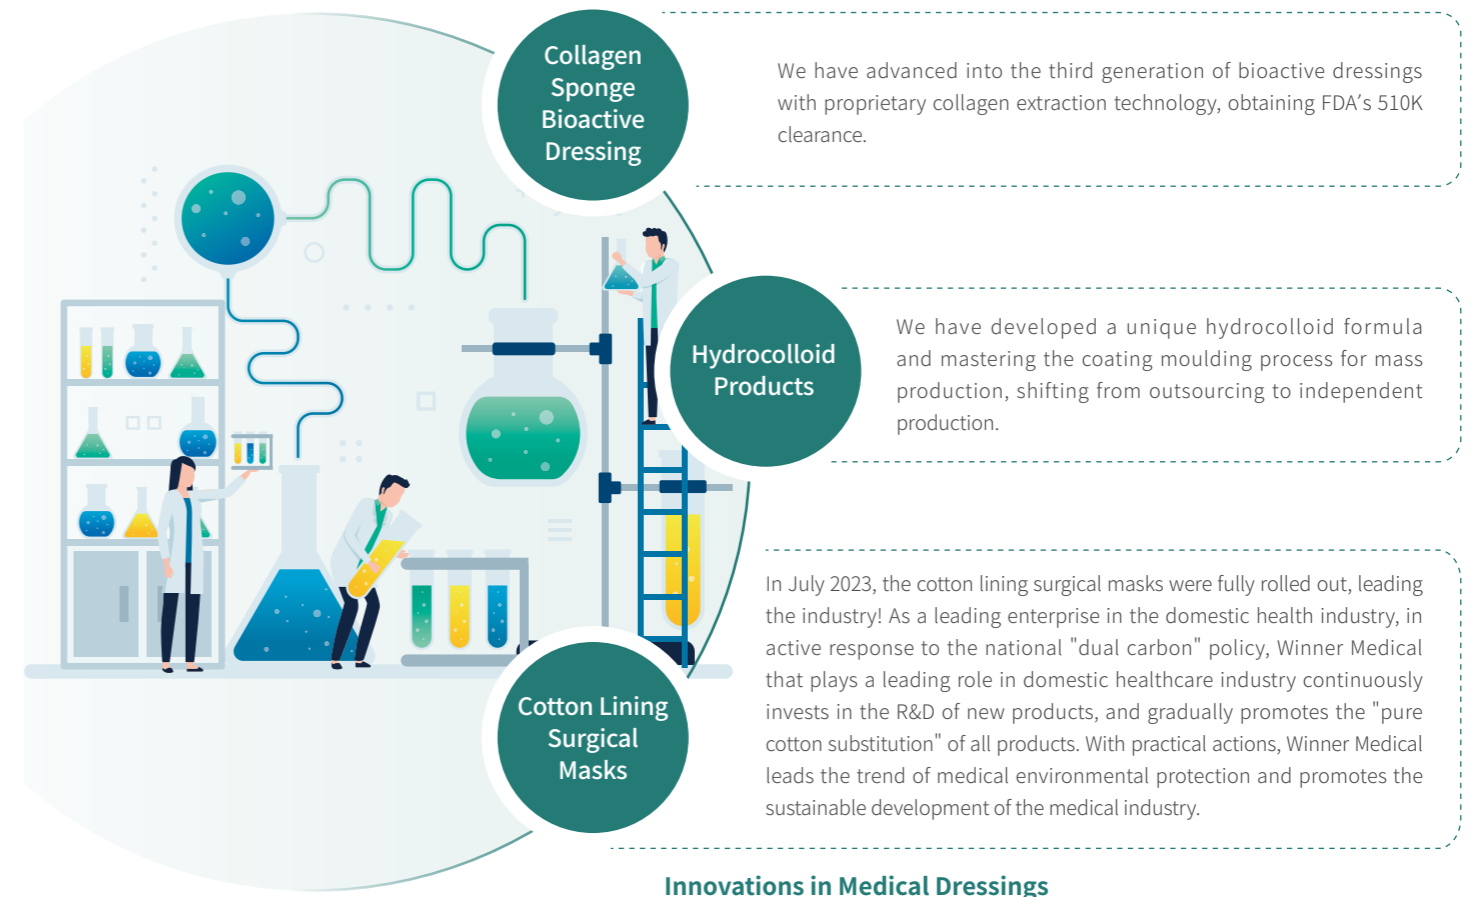 Collagen
Sponge
Bioactive
Dressing
We have advanced into the third generation of bioactive dressings
with proprietary collagen extraction technology, obtaining FDA's 510K
clearance.
Hydrocolloid
Products
We have developed a unique hydrocolloid formula
and mastering the coating moulding process for mass
production, shifting from outsourcing to independent
production.
Cotton Lining
Surgical
Masks
In July 2023, the cotton lining surgical masks were fully rolled out, leading
the industry! As a leading enterprise in the domestic health industry, in
active response to the national "dual carbon" policy, Winner Medical
that plays a leading role in domestic healthcare industry continuously
invests in the R&D of new products, and gradually promotes the "pure
cotton substitution" of all products. With practical actions, Winner Medical
leads the trend of medical environmental protection and promotes the
sustainable development of the medical industry.
Innovations in Medical Dressings